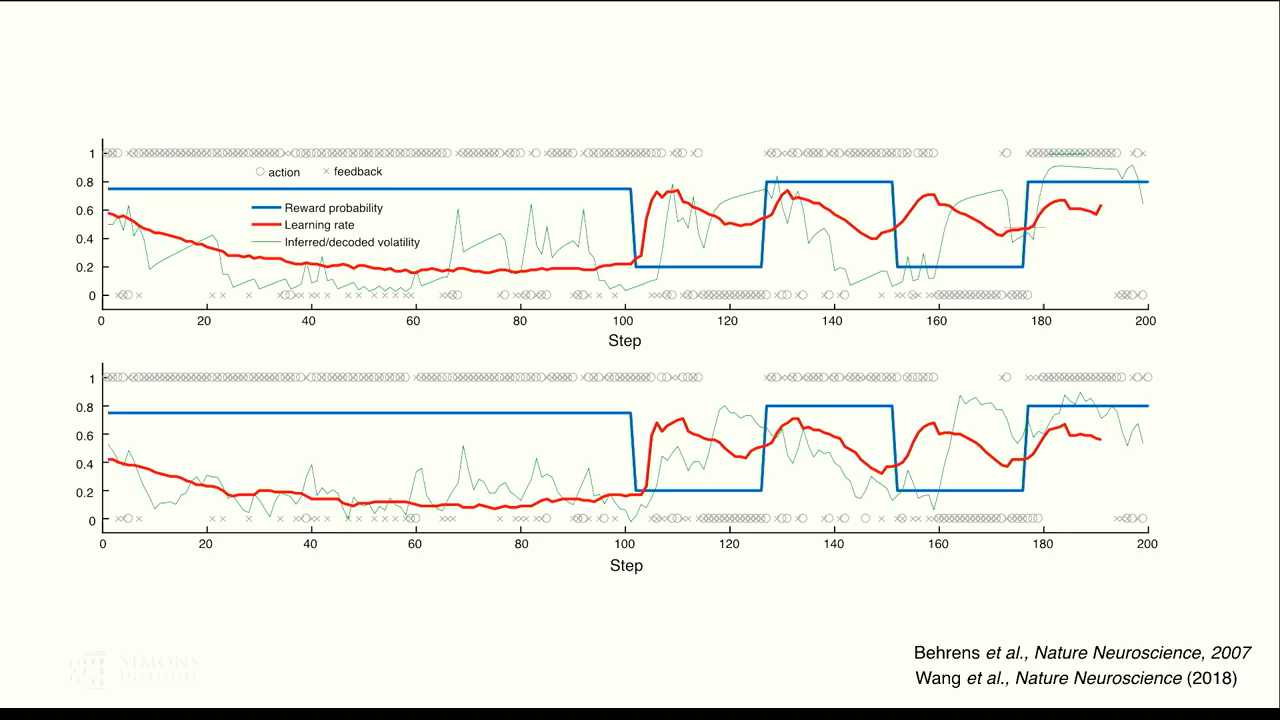 1
0.8
0.6
0.4
0.2
0
action
feedback
Reward probability
Learning rate
Inferred/decoded volatility
0 20 40 60 80 100 120 140 160 180 200
Step
1
0.8
0.6
0.4
0.2
0
0 20 40 60 80 100 120 140 160 180 200
Step
SIMONS
INSTITUTE
Behrens et al., Nature Neuroscience, 2007
Wang et al., Nature Neuroscience (2018)